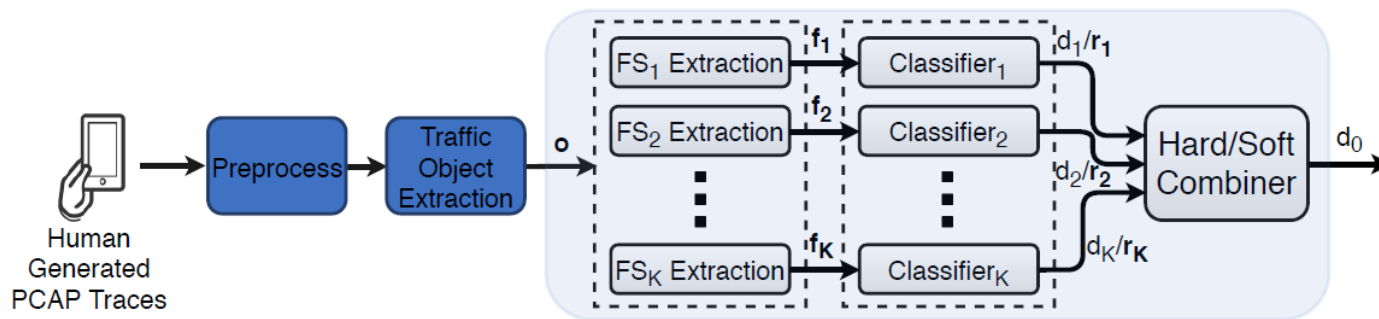 Human
Generated
PCAP Traces
Preprocess
Traffic
Object
Extraction
o
FS1 Extraction
FS2 Extraction
FSK Extraction
f1
f2
fK
Classifier1
Classifier2
ClassifierK
d1/r1
d2/r2
dK/rK
Hard/Soft
Combiner
d0